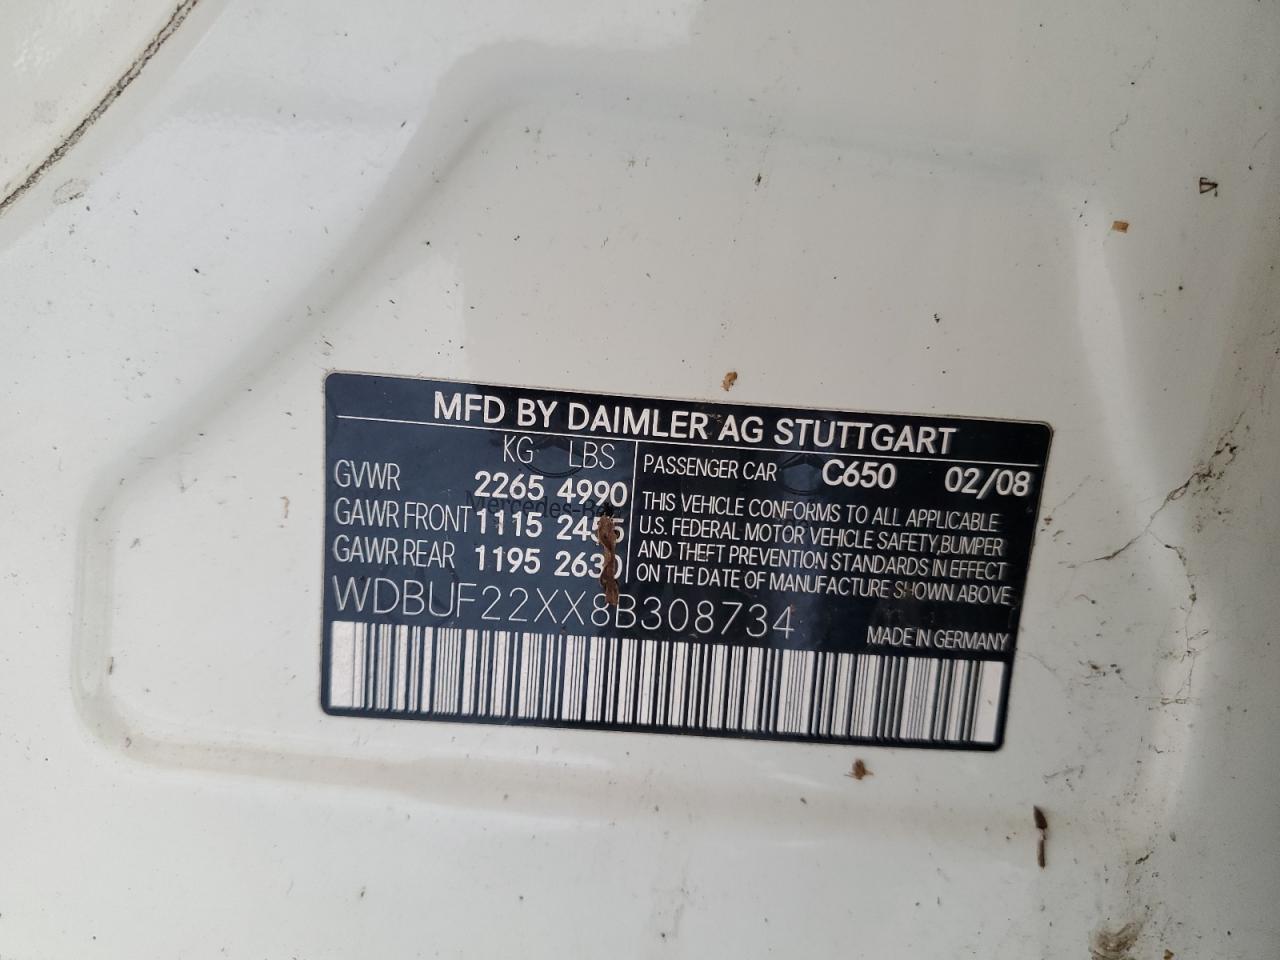 MFD BY DAIMLER AG STUTTGART
KG LBS
GVWR 2265 4990
GAWR FRONT 1115 2455
GAWR REAR 1195 2630
PASSENGER CAR C650 02/08
THIS VEHICLE CONFORMS TO ALL APPLICABLE
U.S. FEDERAL MOTOR VEHICLE SAFETY,BUMPER
AND THEFT PREVENTION STANDARDS IN EFFECT
ON THE DATE OF MANUFACTURE SHOWN ABOVE
WDBUF22XX8B308734
MADE IN GERMANY